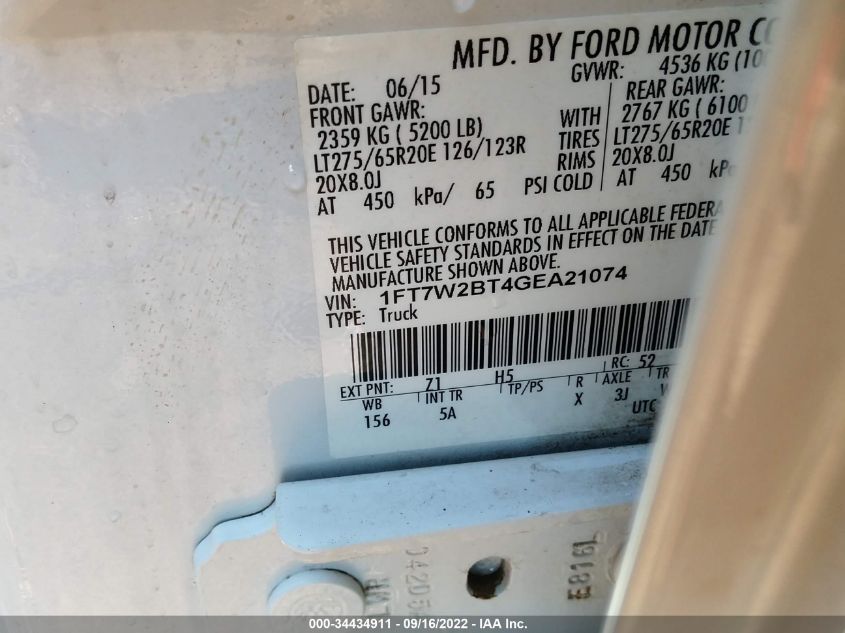 MFD. BY FORD MOTOR
DATE: 06/15 GVWR: 4536 KG
FRONT GAWR: REAR GAWR:
2359 KG ( 5200 LB) WITH 2767 KG ( 6100
LT275/65R20E 126/123R TIRES LT275/65R20E
20X8.0J RIMS 20X8.0J
AT 450 kPa/ 65 PSI COLD AT 450
THIS VEHICLE CONFORMS TO ALL APPLICABLE
VEHICLE SAFETY STANDARDS IN EFFECT ON THE DATE
MANUFACTURE SHOWN ABOVE.
VIN: 1FT7W2BT4GEA21074
TYPE: Truck
EXT PNT: Z1 H5 RC: 52
WB INT TR TP/PS R AXLE TR
156 5A X 3J
UTC
E8161
000-34434911 - 09/16/2022 - IAA Inc.